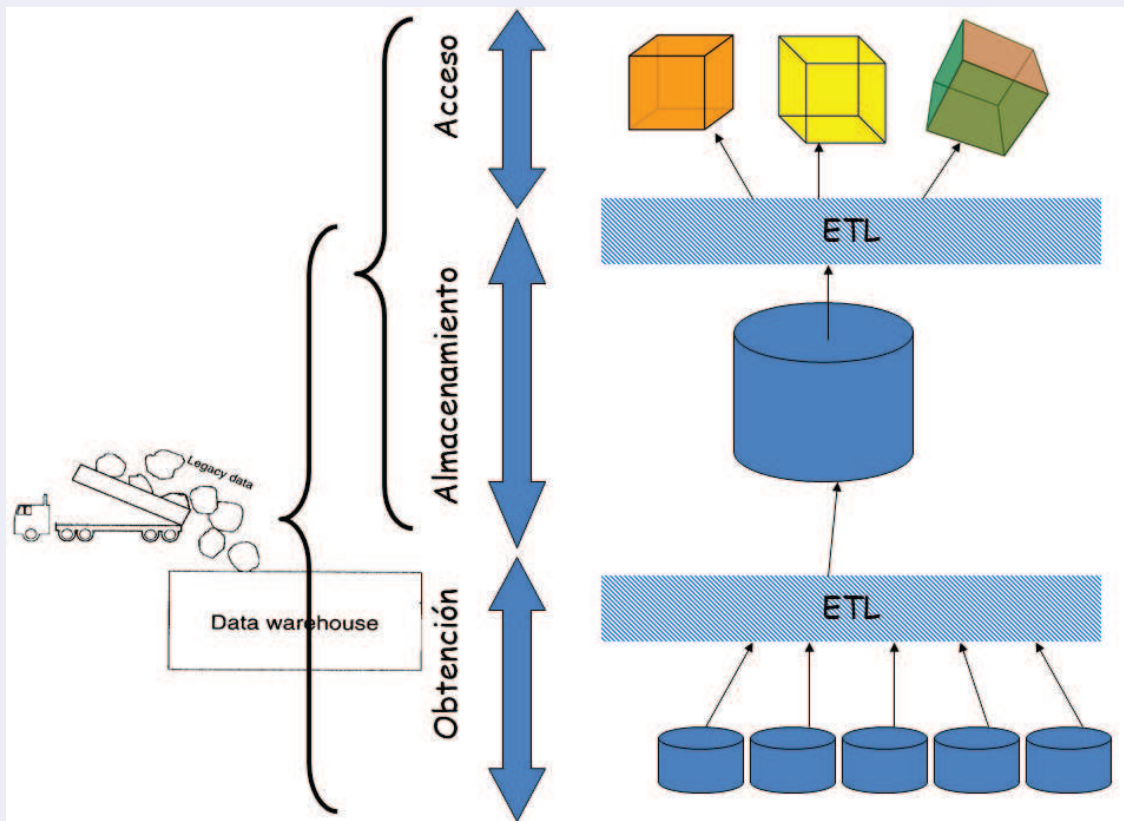 Acceso
ETL
Almacenamiento
Legacy data
Data warehouse
Obtención
ETL